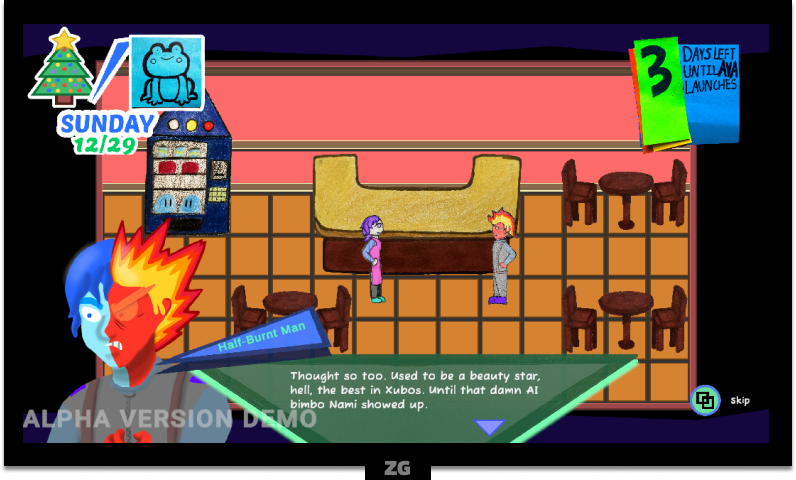 SUNDAY
12/29
3
DAYS LEFT
UNTIL AVA
LAUNCHES
Half-Burnt Man
Thought so too. Used to be a beauty star,
hell, the best in Xubos. Until that damn AI
bimbo Nami showed up.
Skip
ALPHA VERSION DEMO
ZG